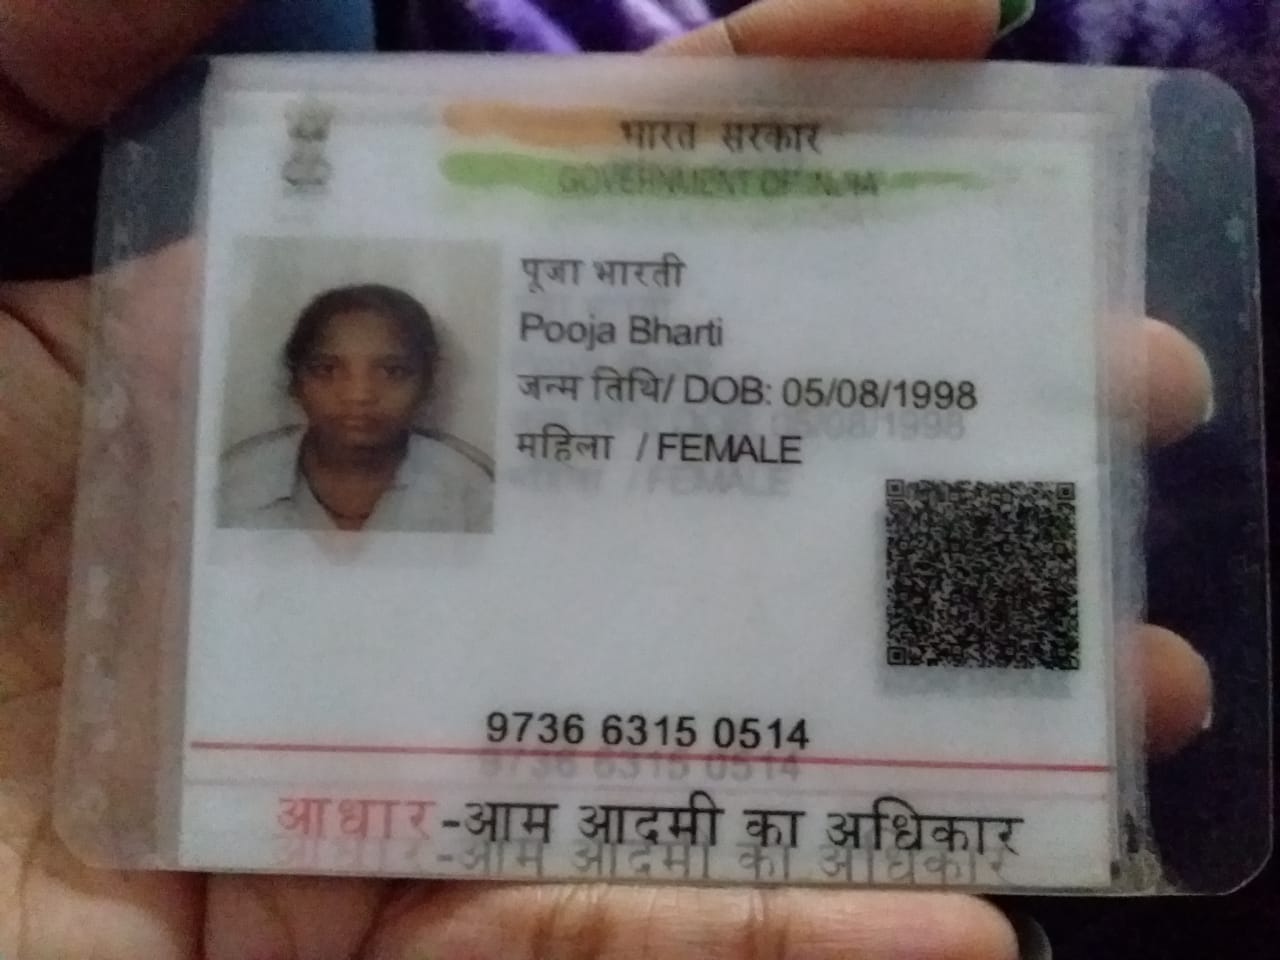 भारत सरकार
GOVERNMENT OF INDIA
पूजा भारती
Pooja Bharti
जन्म तिथि/ DOB: 05/08/1998
महिला / FEMALE
9736 6315 0514
आधार-आम आदमी का अधिकार